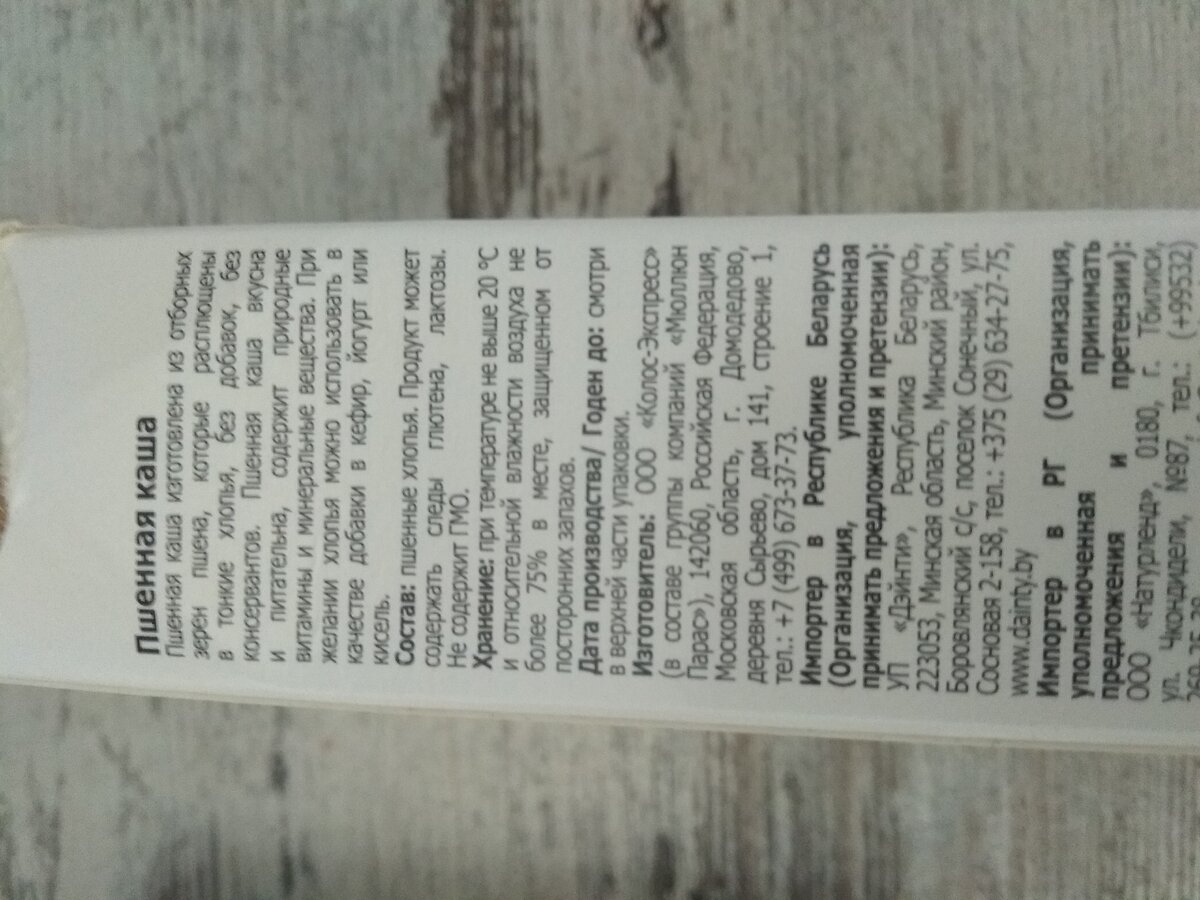 Пшенная каша
Пшенная каша изготовлена из отборных
зерен пшена, которые расплющены
в тонкие хлопья, без добавок, без
консервантов. Пшенная каша вкусна
и питательна, содержит природные
витамины и минеральные вещества. При
желании хлопья можно использовать в
качестве добавки в кефир, йогурт или
кисель.
Состав: пшенные хлопья. Продукт может
содержать следы глютена, лактозы.
Не содержит ГМО.
Хранение: при температуре не выше 20 °С
и относительной влажности воздуха не
более 75% в месте, защищенном от
посторонних запахов.
Дата производства/ Годен до: смотри
в верхней части упаковки.
Изготовитель: ООО «Колос-Экспресс»
(в составе группы компаний «Мюллюн
Парас»), 142060, Российская Федерация,
Московская область, г. Домодедово,
деревня Сырьево, дом 141, строение 1,
тел.: +7 (499) 673-37-73.
Импортер в Республике Беларусь
(Организация, уполномоченная
принимать предложения и претензии):
УП «Дэйнти», Республика Беларусь,
223053, Минская область, Минский район,
Боровлянский с/с, поселок Сонечный, ул.
Сосновая 2-158, тел.: +375 (29) 634-27-75,
www.dainty.by
Импортер в РГ (Организация,
уполномоченная принимать
предложения и претензии):
ООО «Натурленд», 0180, г. Тбилиси,
ул. Чкондидели, №87, тел.: (+99532)